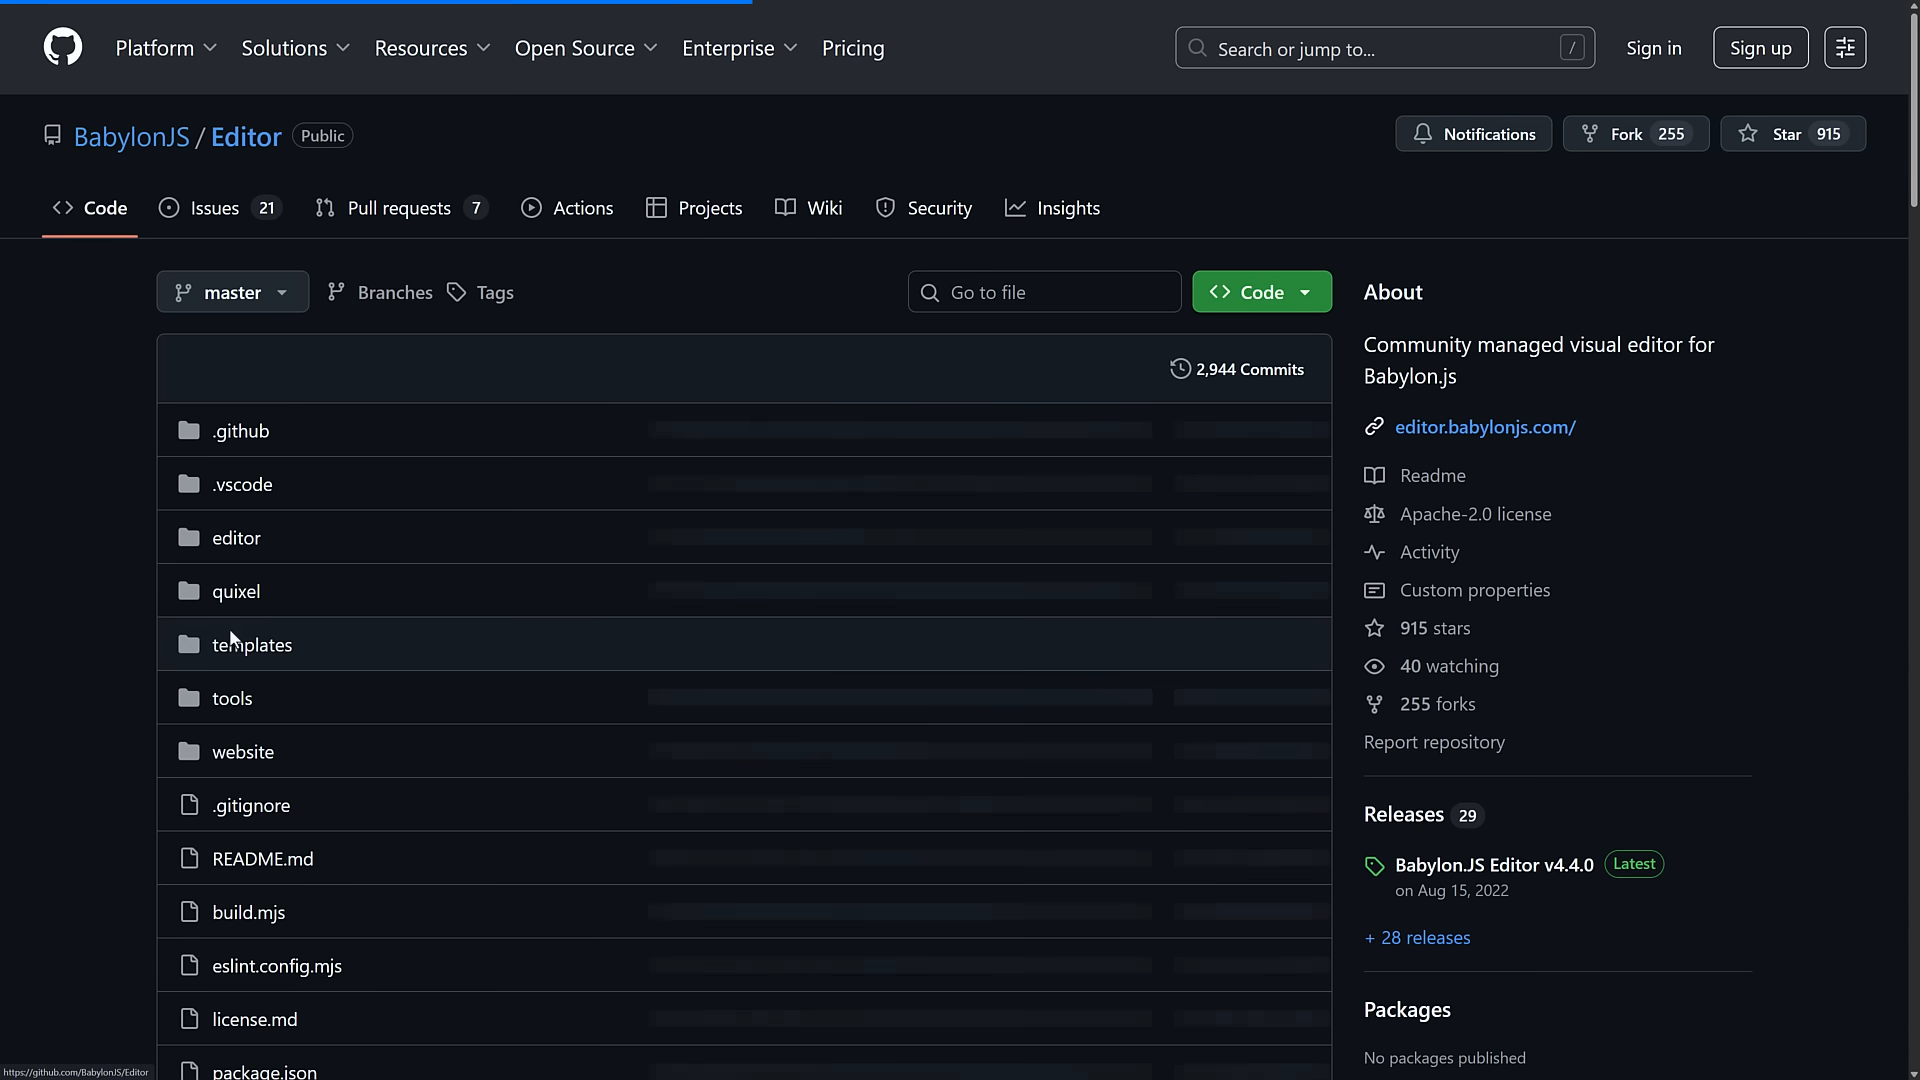 Platform Solutions Resources Open Source Enterprise Pricing Search or jump to... / Sign in Sign up
BabylonJS / Editor Public Notifications Fork 255 Star 915
Code Issues 21 Pull requests 7 Actions Projects Wiki Security Insights
master Branches Tags Go to file Code
2,944 Commits
.github
.vscode
editor
quixel
templates
tools
website
.gitignore
README.md
build.mjs
eslint.config.mjs
license.md
package.json
About
Community managed visual editor for
Babylon.js
editor.babylonjs.com/
Readme
Apache-2.0 license
Activity
Custom properties
915 stars
40 watching
255 forks
Report repository
Releases 29
Babylon.JS Editor v4.4.0 Latest
on Aug 15, 2022
+ 28 releases
Packages
No packages published
https://github.com/BabylonJS/Editor